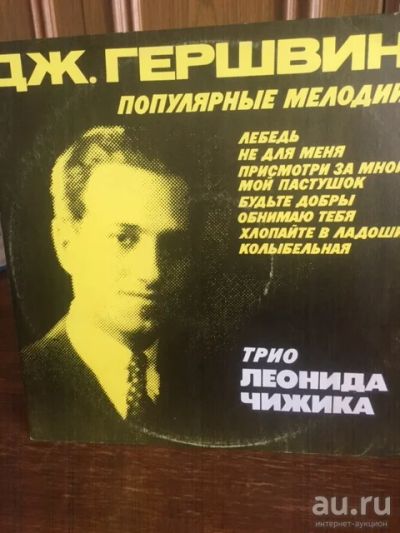 ДЖ. ГЕРШВИН
ПОПУЛЯРНЫЕ МЕЛОДИИ
ЛЕБЕДЬ
НЕ ДЛЯ МЕНЯ
ПРИСМОТРИ ЗА МНОЙ
МОЙ ПАСТУШОК
БУДЬТЕ ДОБРЫ
ОБНИМАЮ ТЕБЯ
ХЛОПАЙТЕ В ЛАДОШИ
КОЛЫБЕЛЬНАЯ
ТРИО
ЛЕОНИДА
ЧИЖИКА
au.ru
интернет-аукцион